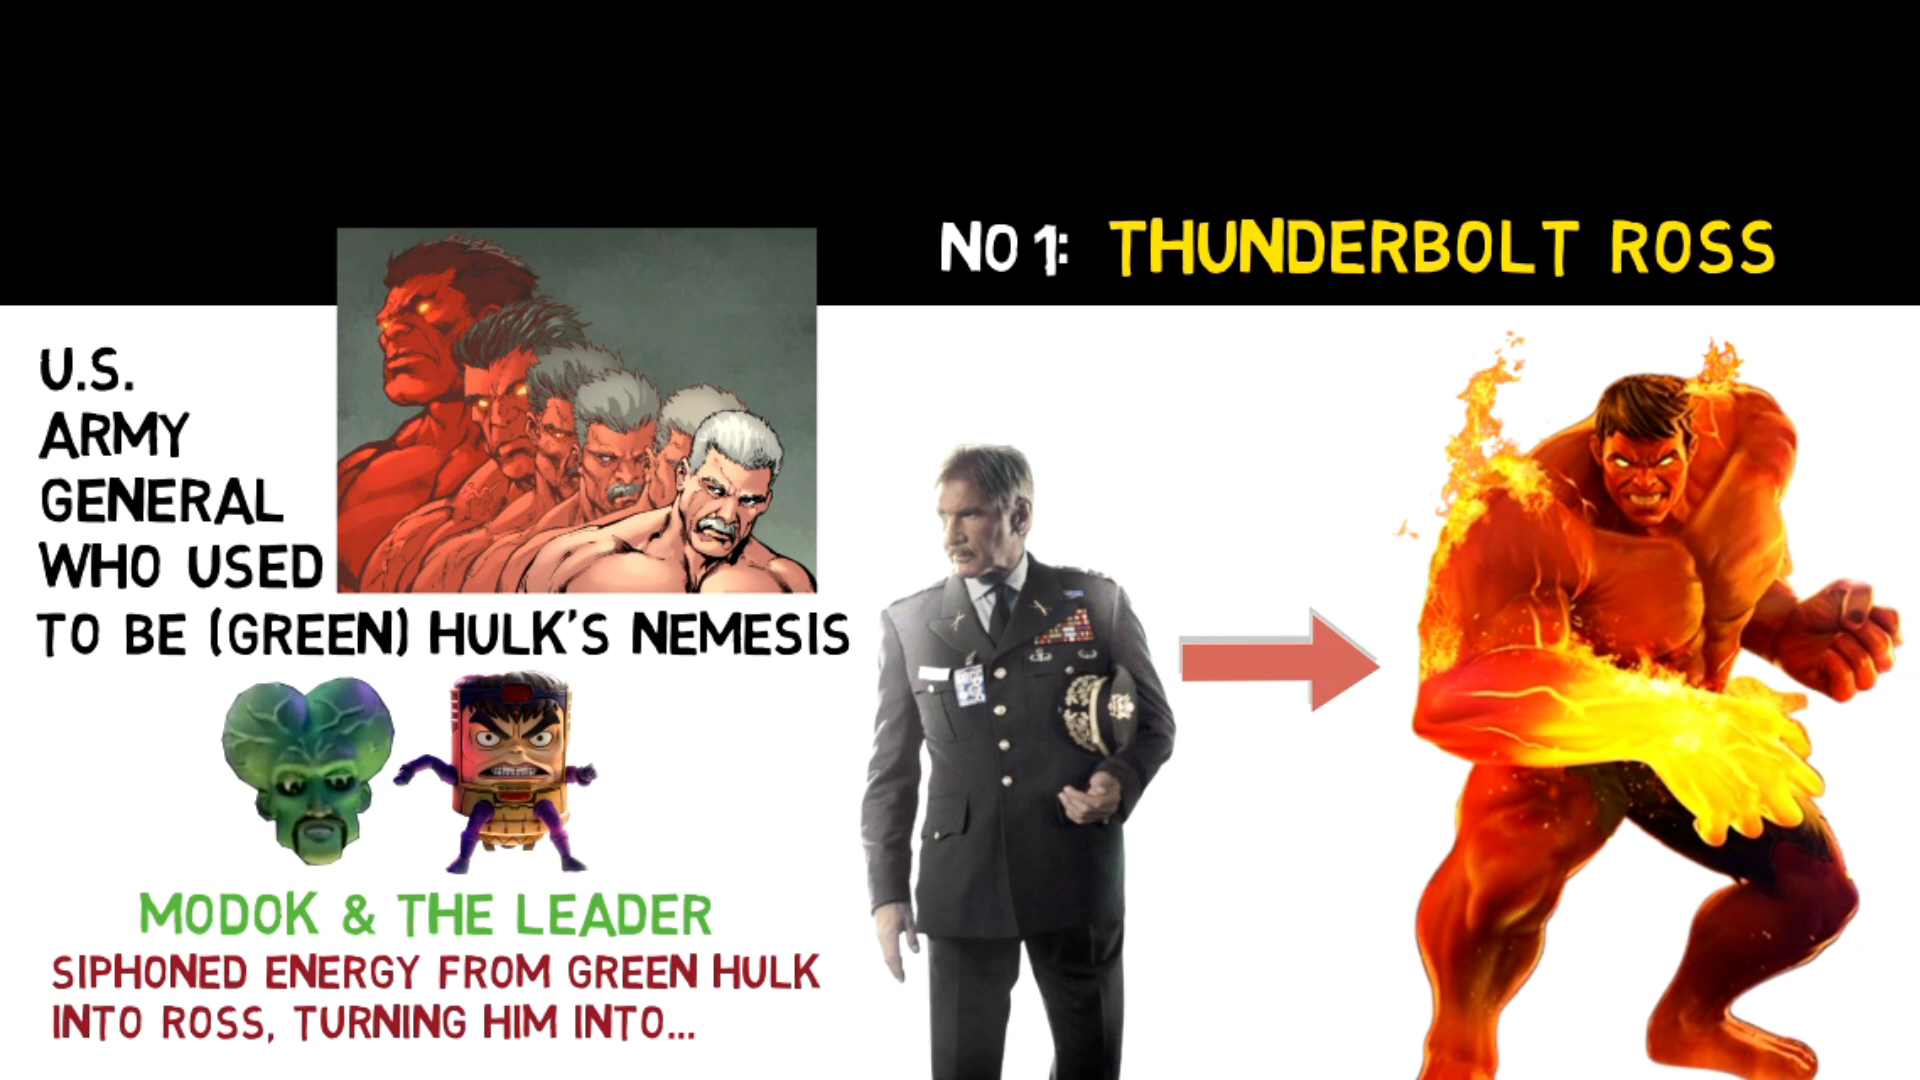 NO 1: THUNDERBOLT ROSS
U.S.
ARMY
GENERAL
WHO USED
TO BE (GREEN) HULK'S NEMESIS
MODOK & THE LEADER
SIPHONED ENERGY FROM GREEN HULK
INTO ROSS, TURNING HIM INTO...